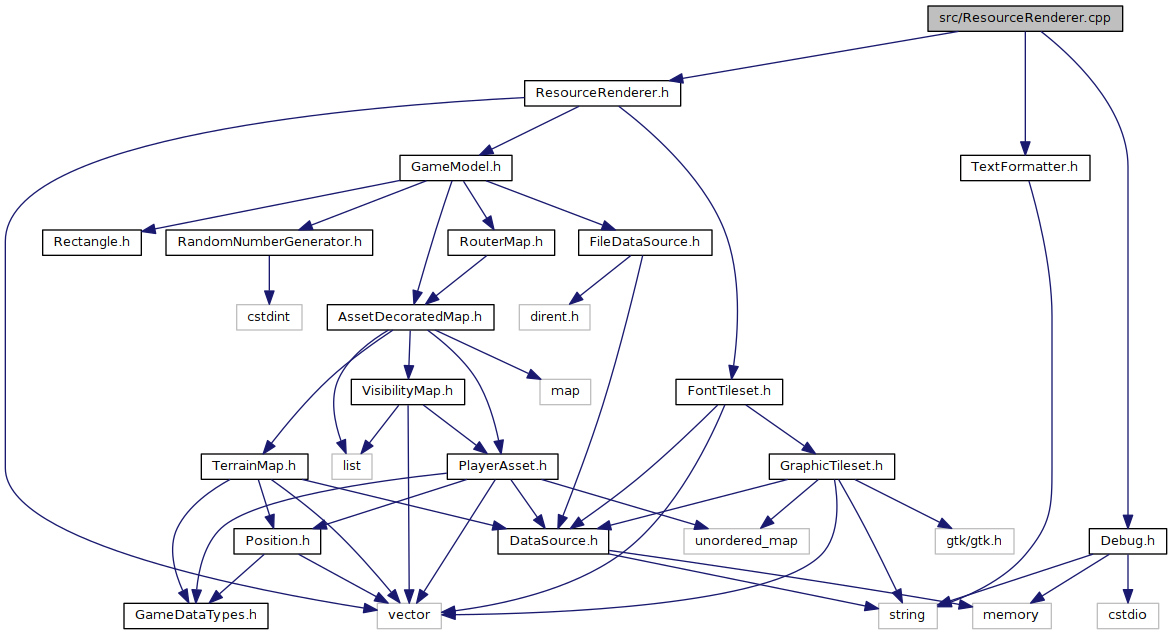 src/ResourceRenderer.cpp
ResourceRenderer.h
GameModel.h
TextFormatter.h
Rectangle.h
RandomNumberGenerator.h
RouterMap.h
FileDataSource.h
cstdint
AssetDecoratedMap.h
dirent.h
VisibilityMap.h
map
FontTileset.h
TerrainMap.h
list
PlayerAsset.h
GraphicTileset.h
Position.h
DataSource.h
unordered_map
gtk/gtk.h
Debug.h
GameDataTypes.h
vector
string
memory
cstdio